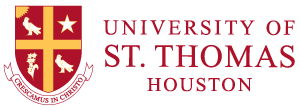 UNIVERSITY OF
ST. THOMAS
HOUSTON
CRESCAMUS IN CHRISTO